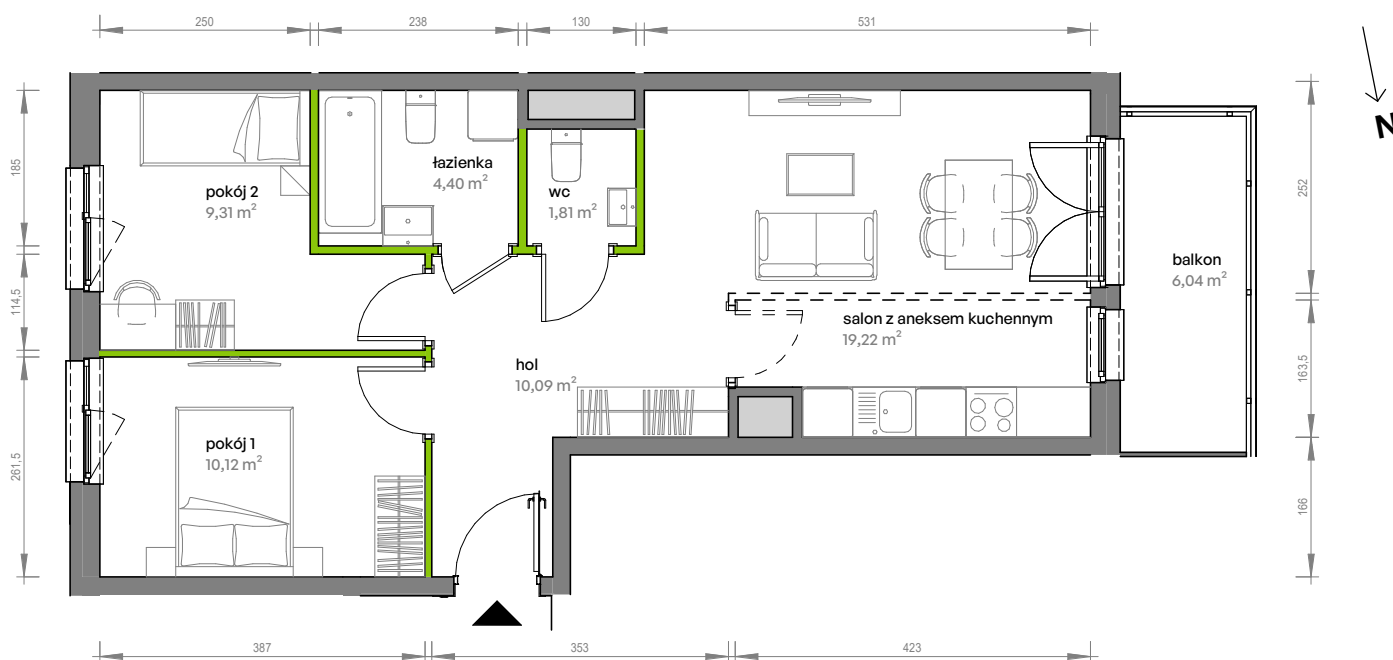 250
238
130
531
N
185
114,5
261,5
252
163,5
166
pokój 2
9,31 m²
łazienka
4,40 m²
wc
1,81 m²
balkon
6,04 m²
salon z aneksem kuchennym
19,22 m²
hol
10,09 m²
pokój 1
10,12 m²
387
353
423